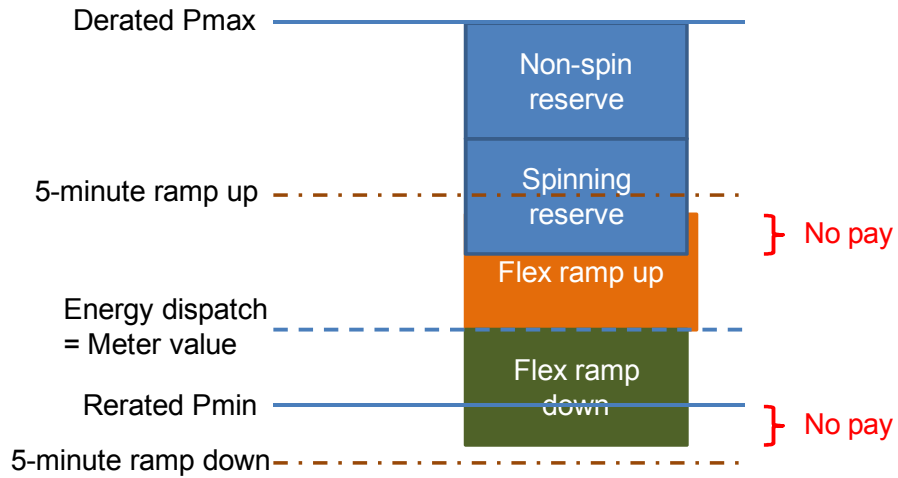 Derated Pmax
Non-spin
reserve
5-minute ramp up
Spinning
reserve
No pay
Flex ramp up
Energy dispatch
= Meter value
Flex ramp
down
Rerated Pmin
No pay
5-minute ramp down